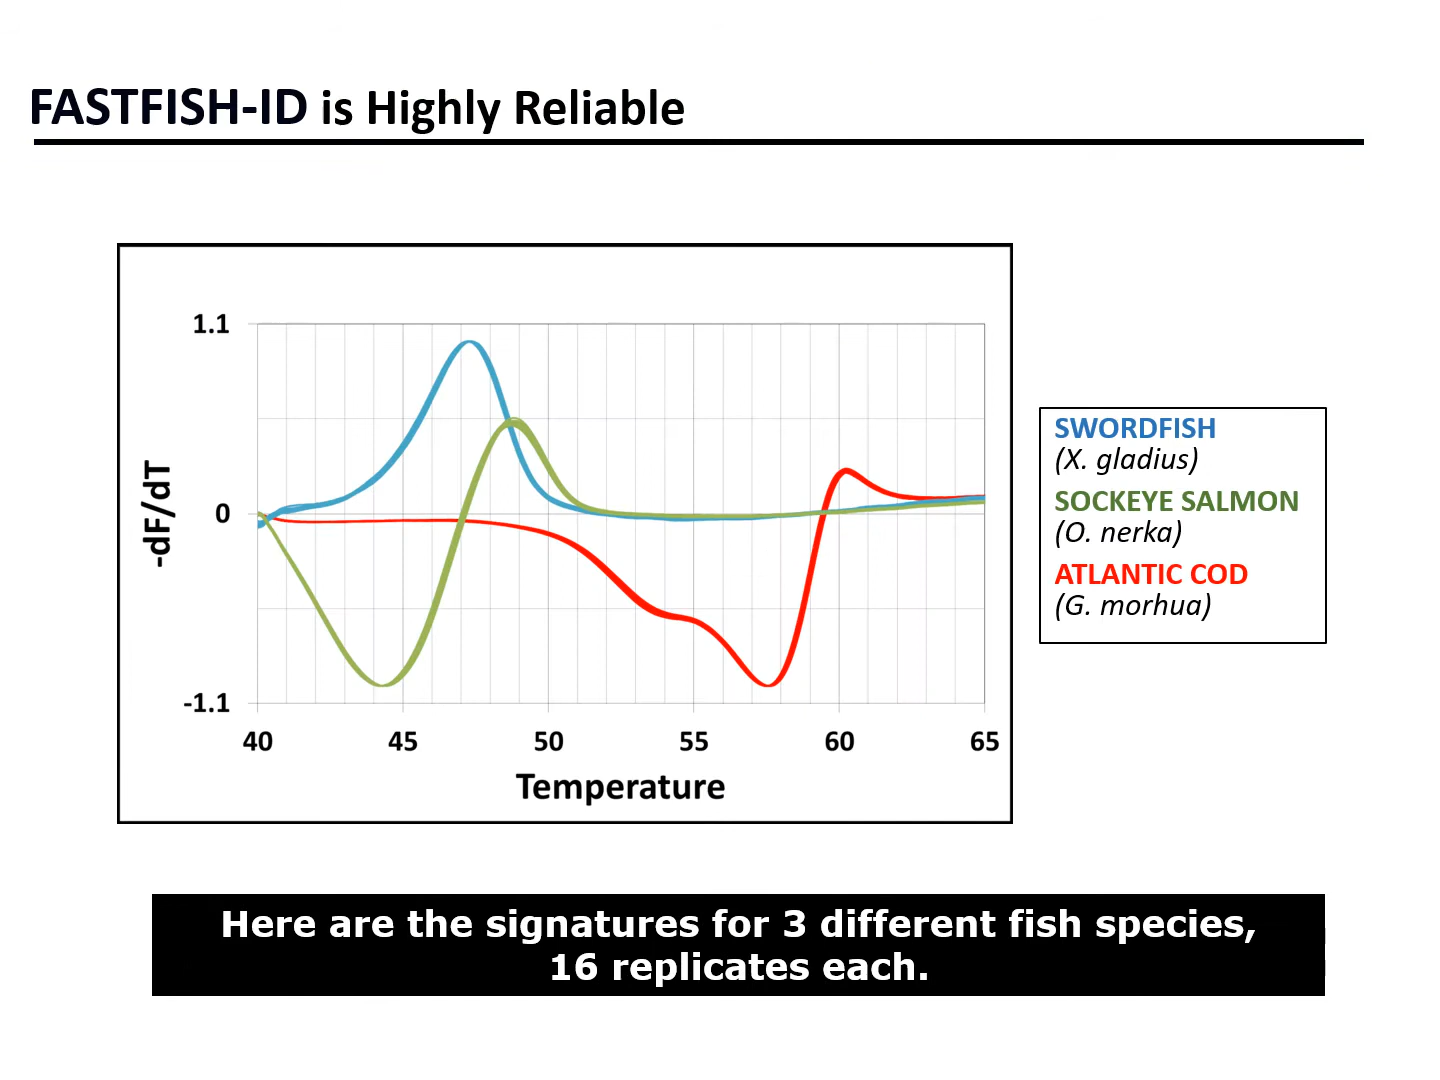 FASTFISH-ID is Highly Reliable
1.1
0
-1.1
-dF/dT
40 45 50 55 60 65
Temperature
SWORDFISH
(X. gladius)
SOCKEYE SALMON
(O. nerka)
ATLANTIC COD
(G. morhua)
Here are the signatures for 3 different fish species,
16 replicates each.